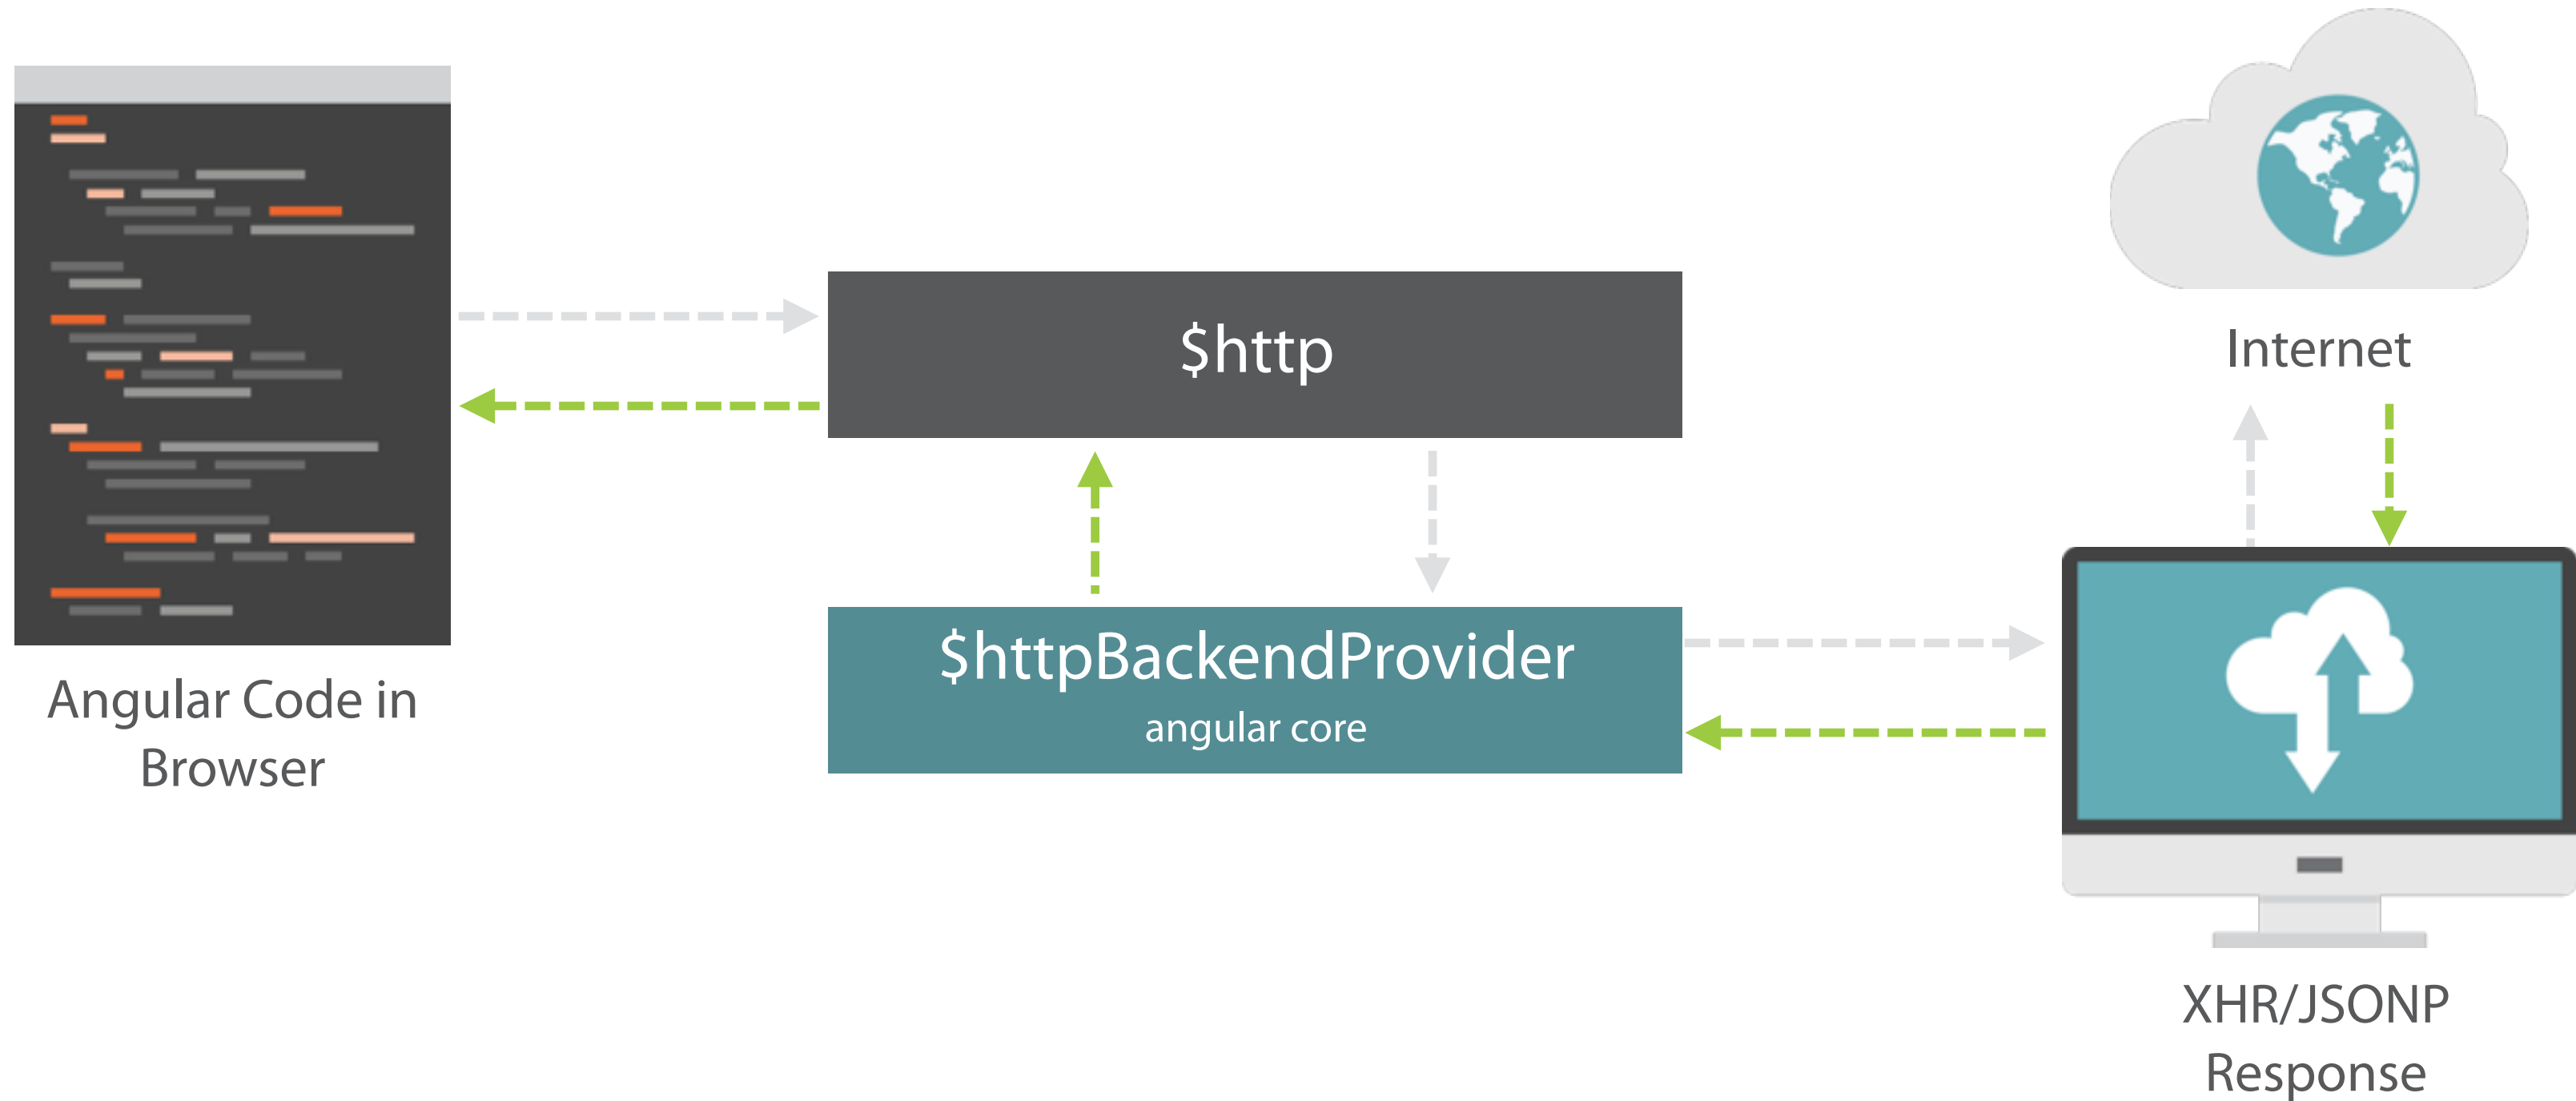 $http
Internet
$httpBackendProvider
angular core
Angular Code in
Browser
XHR/JSONP
Response